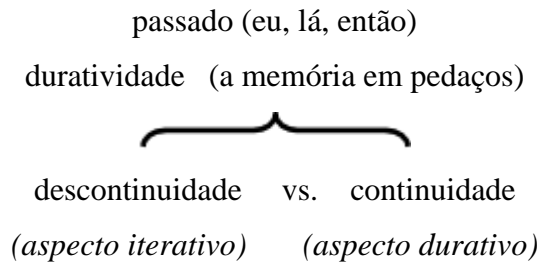 passado (eu, lá, então)
duratividade (a memória em pedaços)
descontinuidade vs. continuidade
(aspecto iterativo) (aspecto durativo)